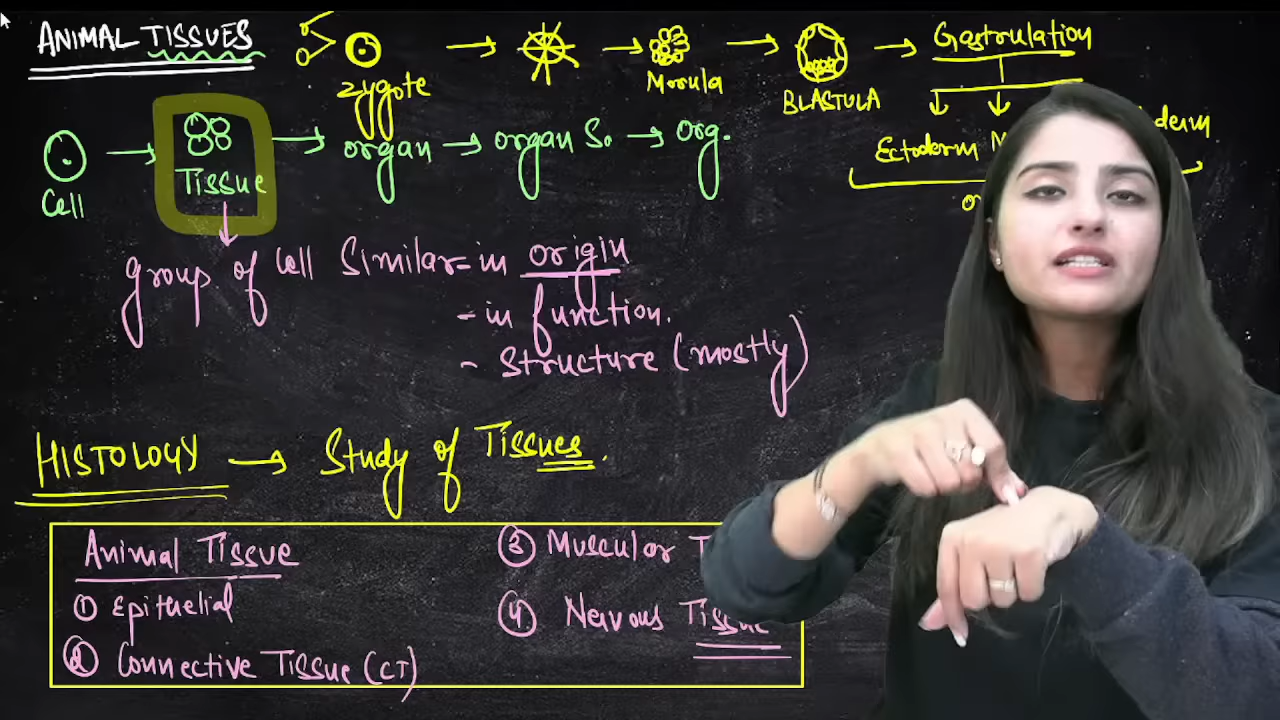 ANIMAL TISSUES
Zygote
Morula
BLASTULA
Gastrulation
Ectoderm M
derm
Cell
Tissue
organ
organ S.
Org.
group of Cell Similar - in origin
- in function.
- Structure (mostly)
HISTOLOGY → Study of Tissues.
Animal Tissue
① Epithelial
② Connective Tissue (CT)
③ Muscular T
④ Nervous Tissue